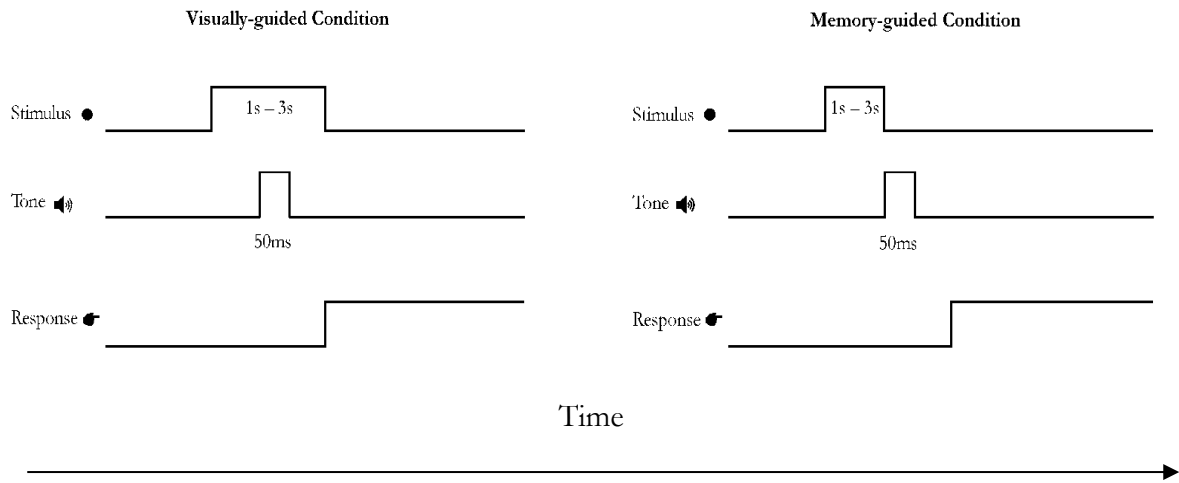 Visually-guided Condition
Stimulus
1s – 3s
Tone
50ms
Response
Memory-guided Condition
Stimulus
1s – 3s
Tone
50ms
Response
Time